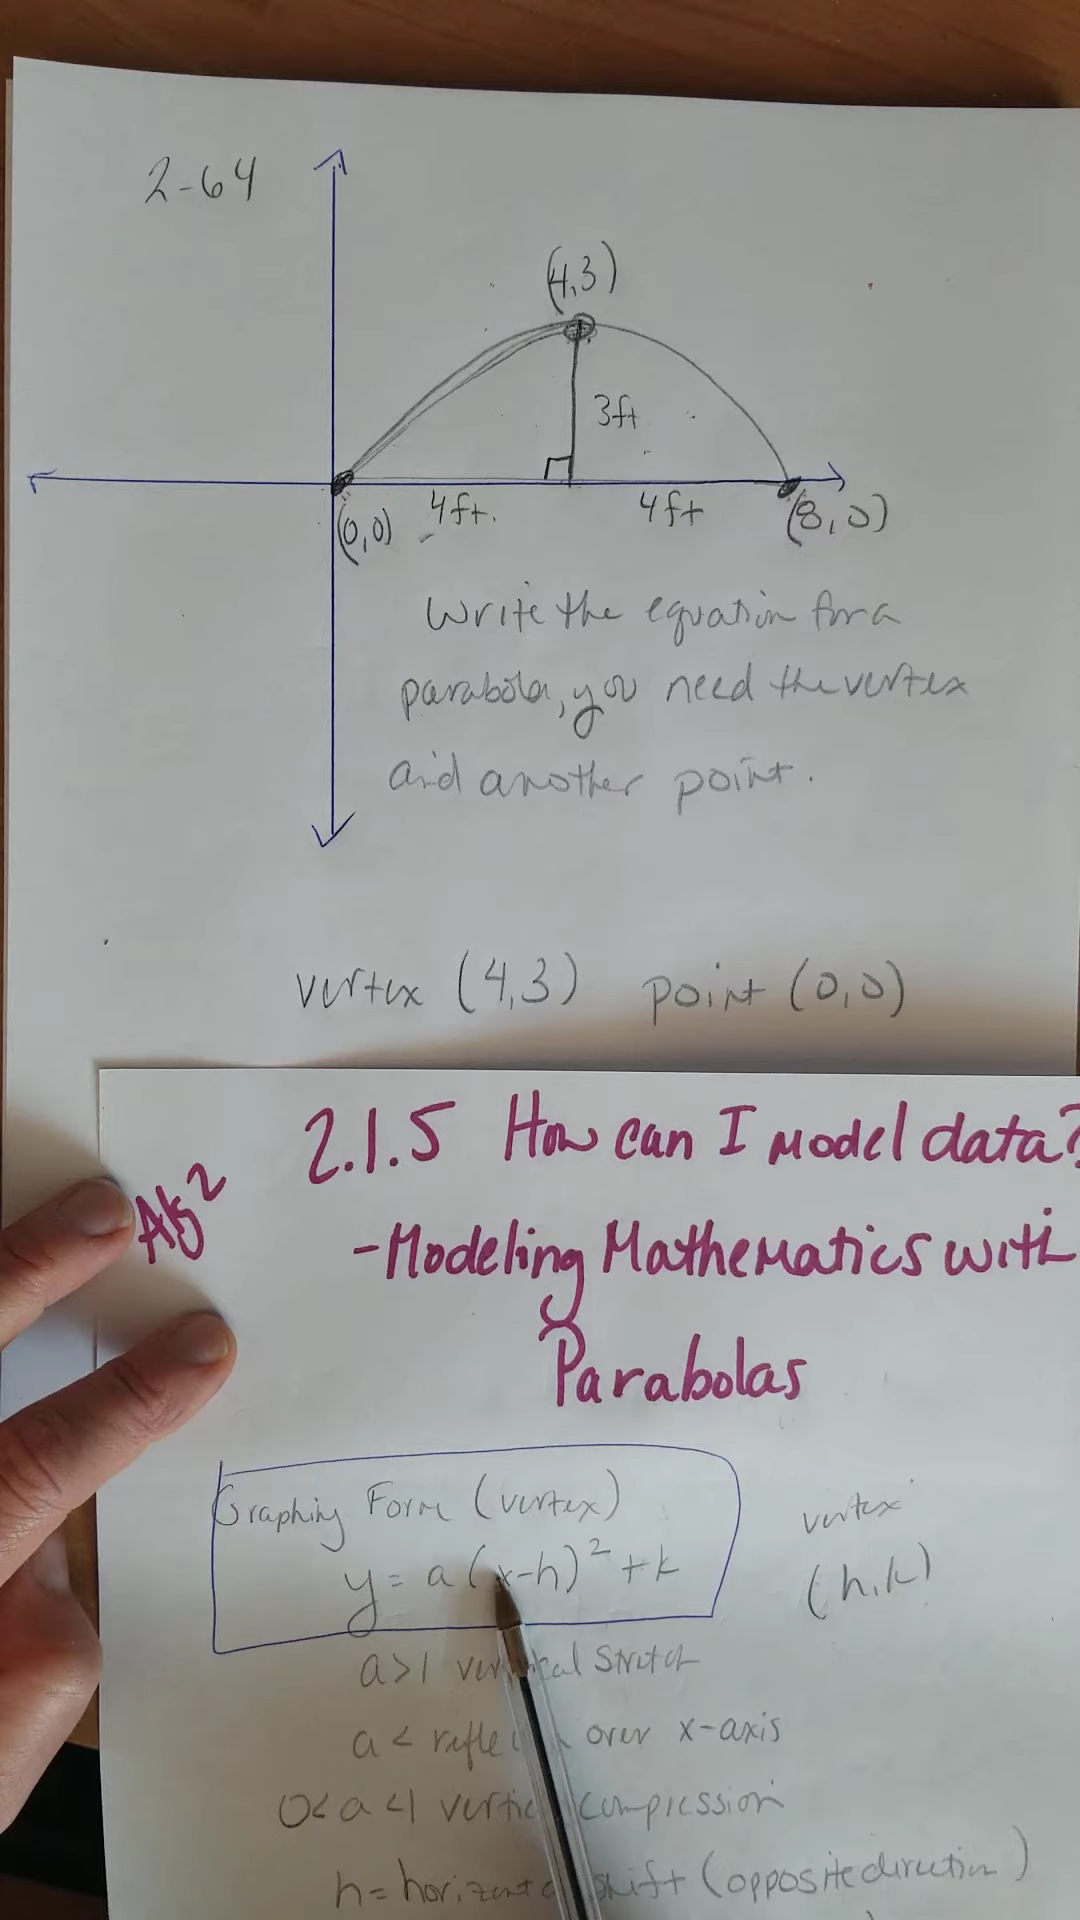 2-64
(4,3)
3ft
4ft.
4ft
(0,0)
(8,0)
Write the equation for a
parabola, you need the vertex
and another point.
vertex (4,3) point (0,0)
2.1.5 How can I model data?
Alg 2
-Modeling Mathematics with
Parabolas
Graphing Form (vertex)
y = a(x-h)² + k
vertex
(h,k)
a>1 vertical stretch
a < over x-axis
0<a<1 compression
h= shift (opposite direction)